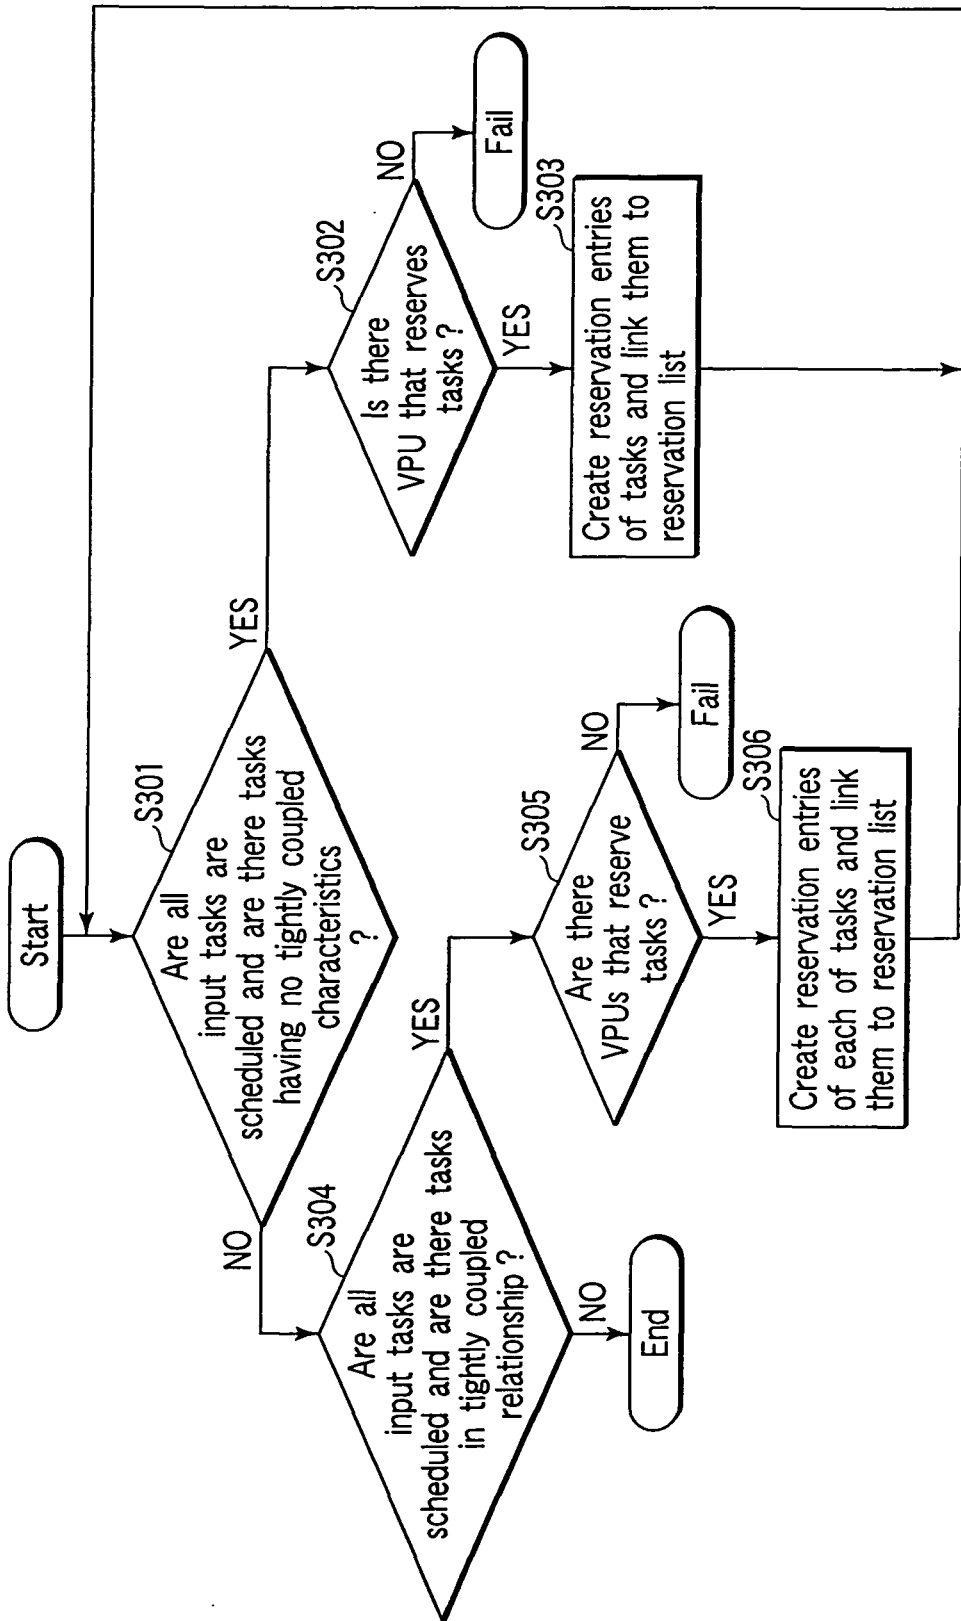 Start
S301
Are all
input tasks are
scheduled and are there tasks
having no tightly coupled
characteristics
?
YES
NO
S302
Is there
VPU that reserves
tasks ?
NO
Fail
YES
S303
Create reservation entries
of tasks and link them to
reservation list
S304
Are all
input tasks are
scheduled and are there tasks
in tightly coupled
relationship ?
YES
NO
End
S305
Are there
VPUs that reserve
tasks ?
NO
Fail
YES
S306
Create reservation entries
of each of tasks and link
them to reservation list